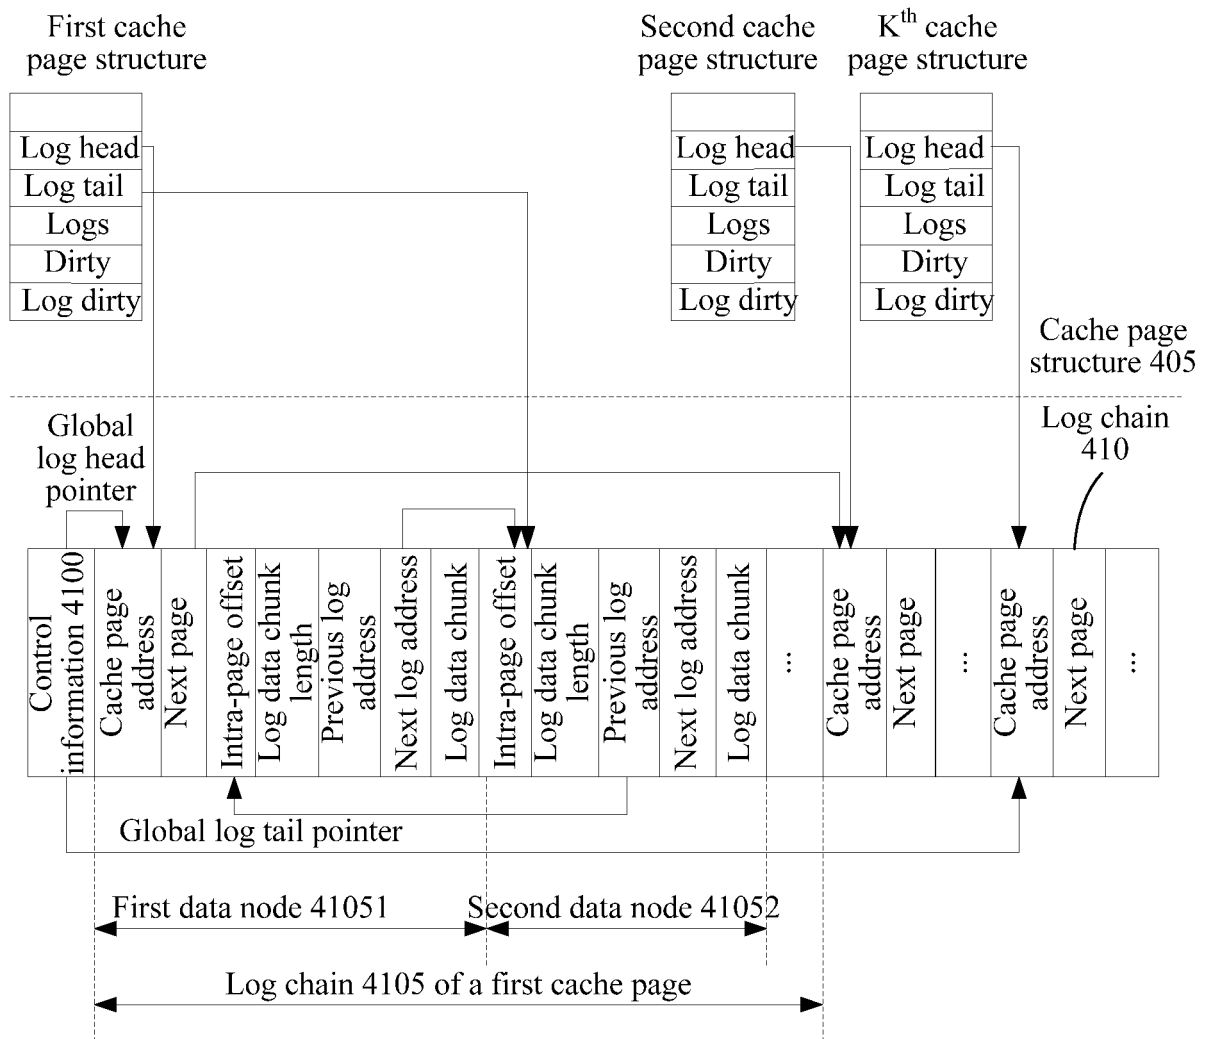 First cache
page structure
Second cache
page structure
Kth cache
page structure
Log head
Log tail
Logs
Dirty
Log dirty
Log head
Log tail
Logs
Dirty
Log dirty
Log head
Log tail
Logs
Dirty
Log dirty
Cache page
structure 405
Global
log head
pointer
Log chain
410
Control
information 4100
Cache page
address
Next page
Intra-page offset
Log data chunk
length
Previous log
address
Next log address
Log data chunk
Intra-page offset
Log data chunk
length
Previous log
address
Next log address
Log data chunk
...
Cache page
address
Next page
...
Cache page
address
Next page
...
Global log tail pointer
First data node 41051
Second data node 41052
Log chain 4105 of a first cache page